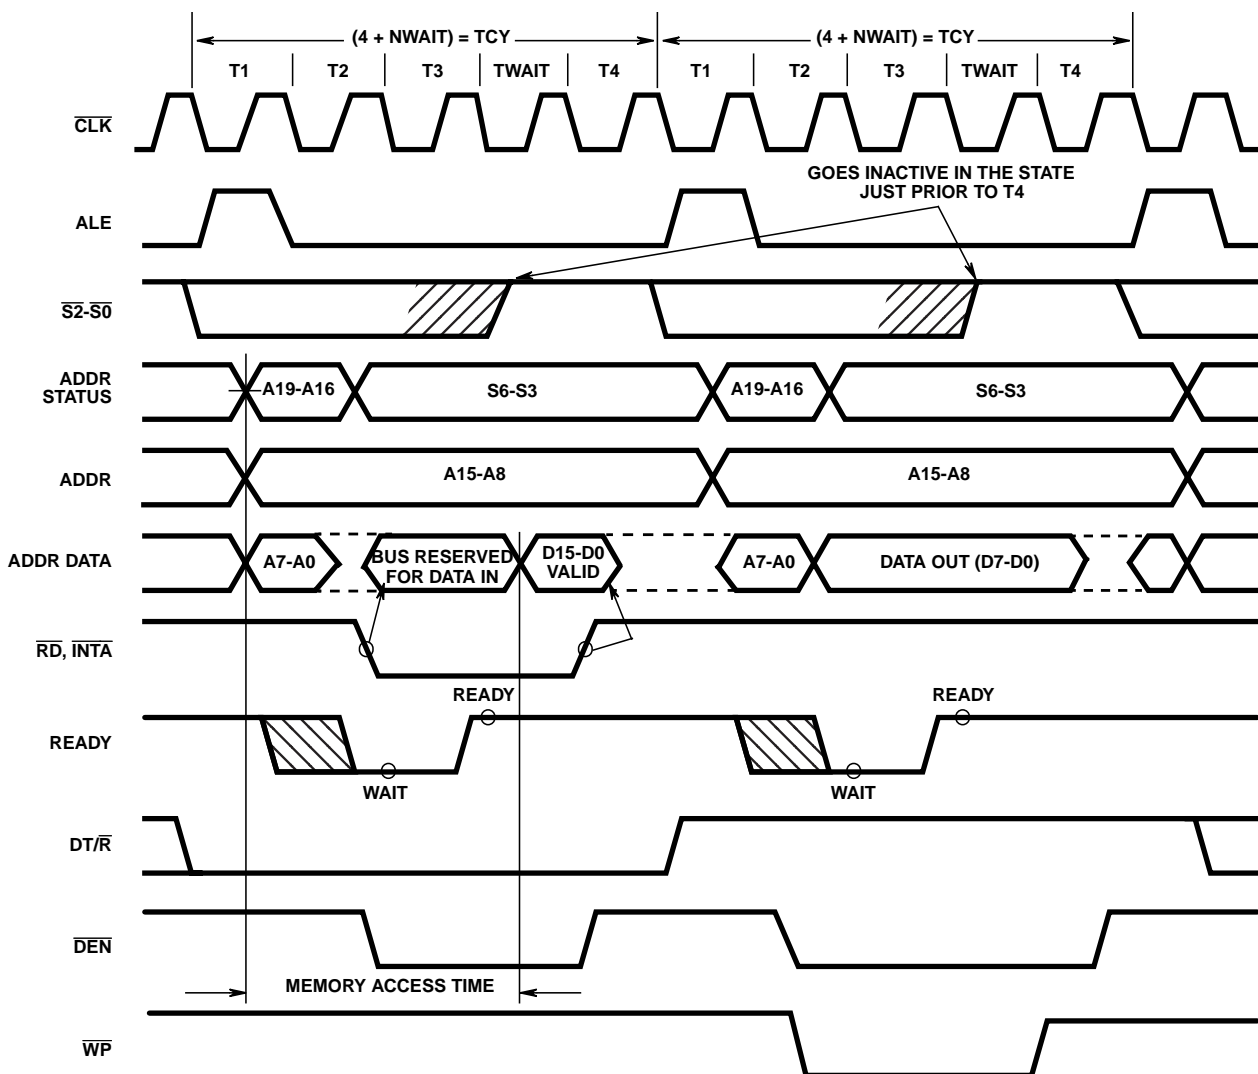 (4 + NWAIT) = TCY (4 + NWAIT) = TCY
T1 T2 T3 TWAIT T4 T1 T2 T3 TWAIT T4
CLK
GOES INACTIVE IN THE STATE
JUST PRIOR TO T4
ALE
S2-S0
ADDR
STATUS
A19-A16 S6-S3 A19-A16 S6-S3
ADDR
A15-A8 A15-A8
ADDR DATA
A7-A0
BUS RESERVED
FOR DATA IN
D15-D0
VALID
A7-A0
DATA OUT (D7-D0)
RD, INTA
READY READY
READY
WAIT WAIT
DT/R
DEN
MEMORY ACCESS TIME
WP